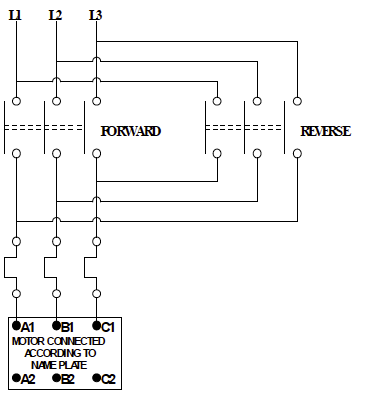 L1 L2 L3
FORWARD REVERSE
A1 B1 C1
MOTOR CONNECTED
ACCORDING TO
NAME PLATE
A2 B2 C2